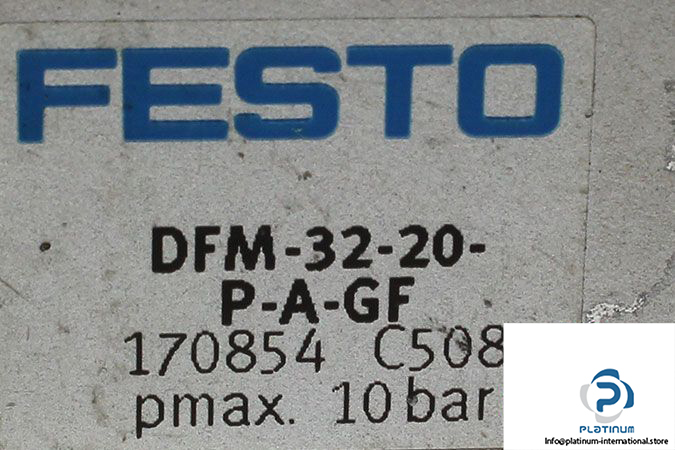 FESTO
DFM-32-20-
P-A-GF
170854 C508
pmax. 10 bar
PLATINUM
Info@platinum-international.store